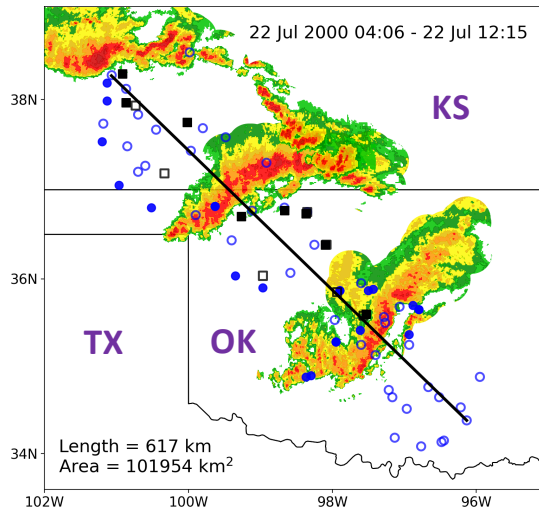 22 Jul 2000 04:06 - 22 Jul 12:15
38N
KS
36N
TX
OK
Length = 617 km
Area = 101954 km²
34N
102W 100W 98W 96W